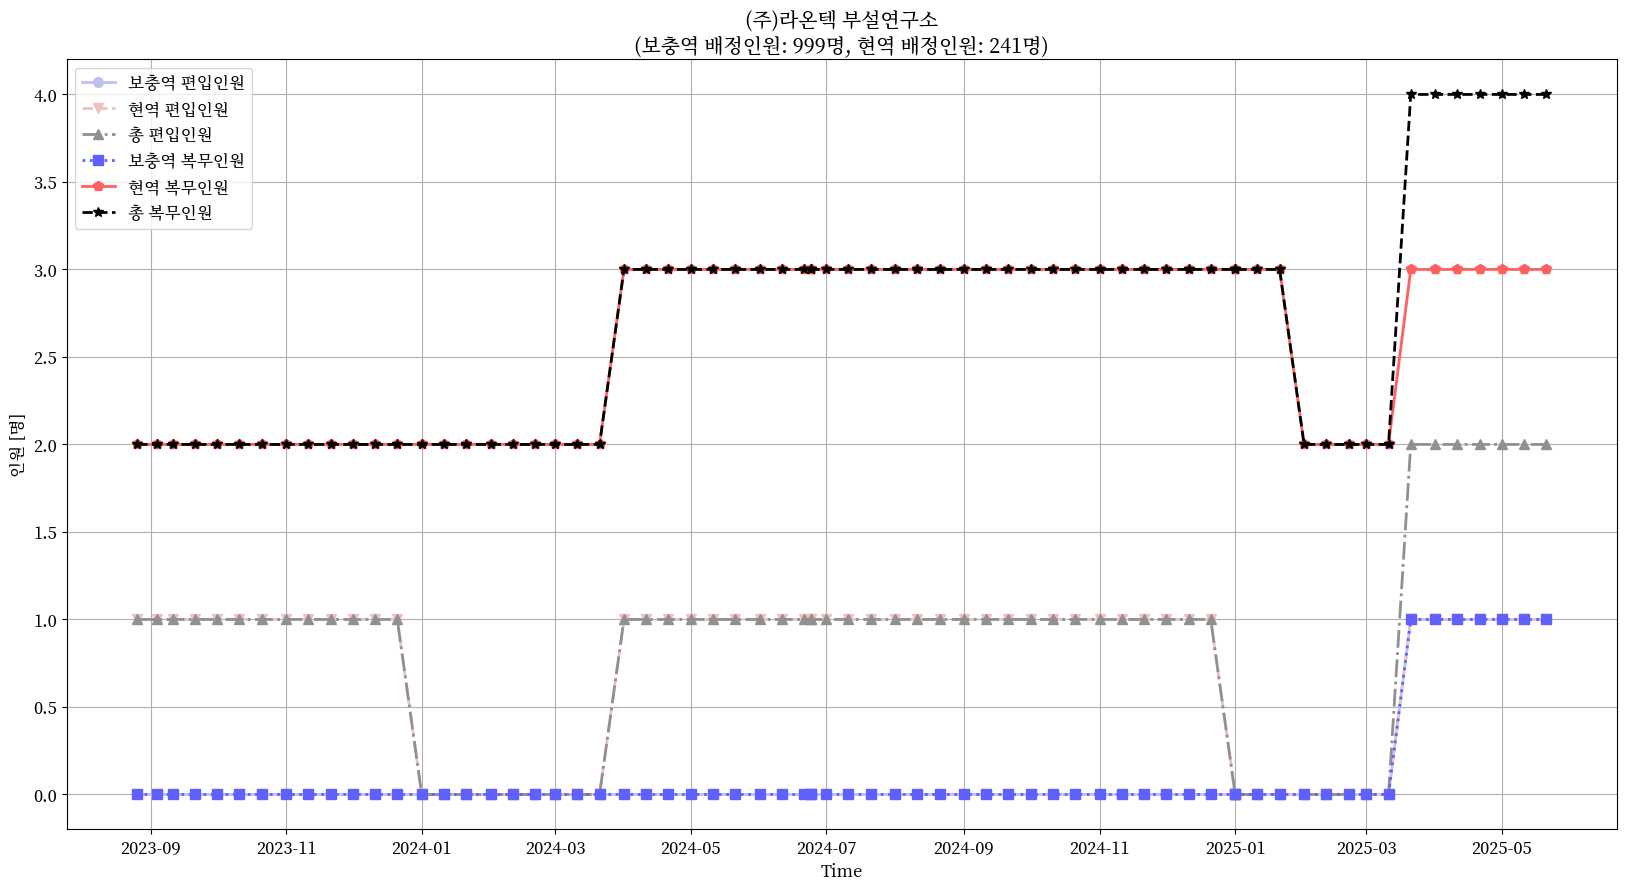 (주)라온텍 부설연구소
(보충역 배정인원: 999명, 현역 배정인원: 241명)
보충역 편입인원
현역 편입인원
총 편입인원
보충역 복무인원
현역 복무인원
총 복무인원
인원 [명]
4.0
3.5
3.0
2.5
2.0
1.5
1.0
0.5
0.0
2023-09 2023-11 2024-01 2024-03 2024-05 2024-07 2024-09 2024-11 2025-01 2025-03 2025-05
Time